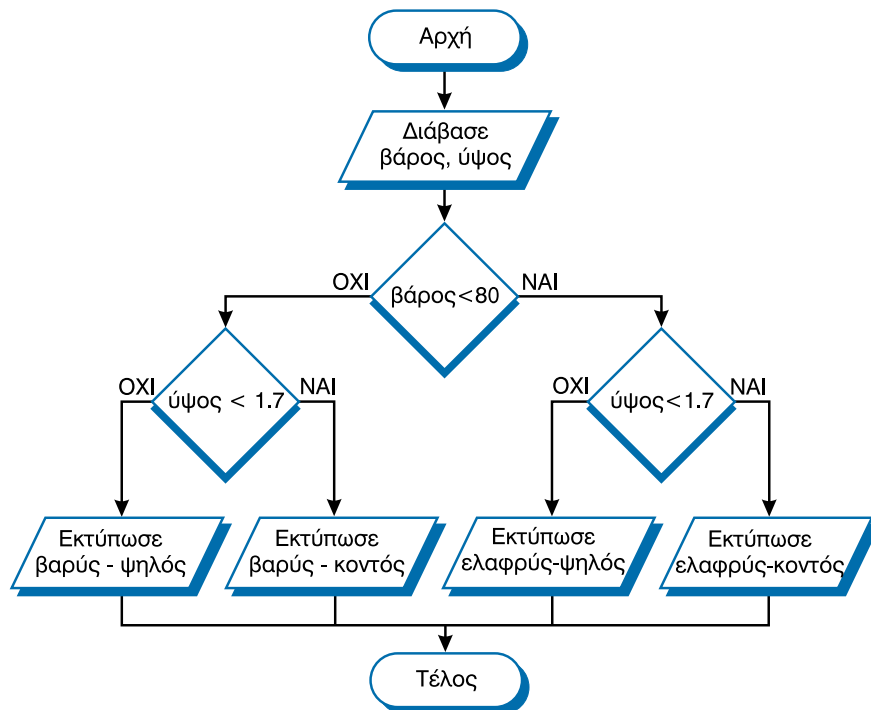 Αρχή
Διάβασε
βάρος, ύψος
ΟΧΙ
ΝΑΙ
βάρος<80
ΟΧΙ
ΝΑΙ
ύψος < 1.7
ΟΧΙ
ΝΑΙ
ύψος<1.7
Εκτύπωσε
βαρύς - ψηλός
Εκτύπωσε
βαρύς - κοντός
Εκτύπωσε
ελαφρύς-ψηλός
Εκτύπωσε
ελαφρύς-κοντός
Τέλος